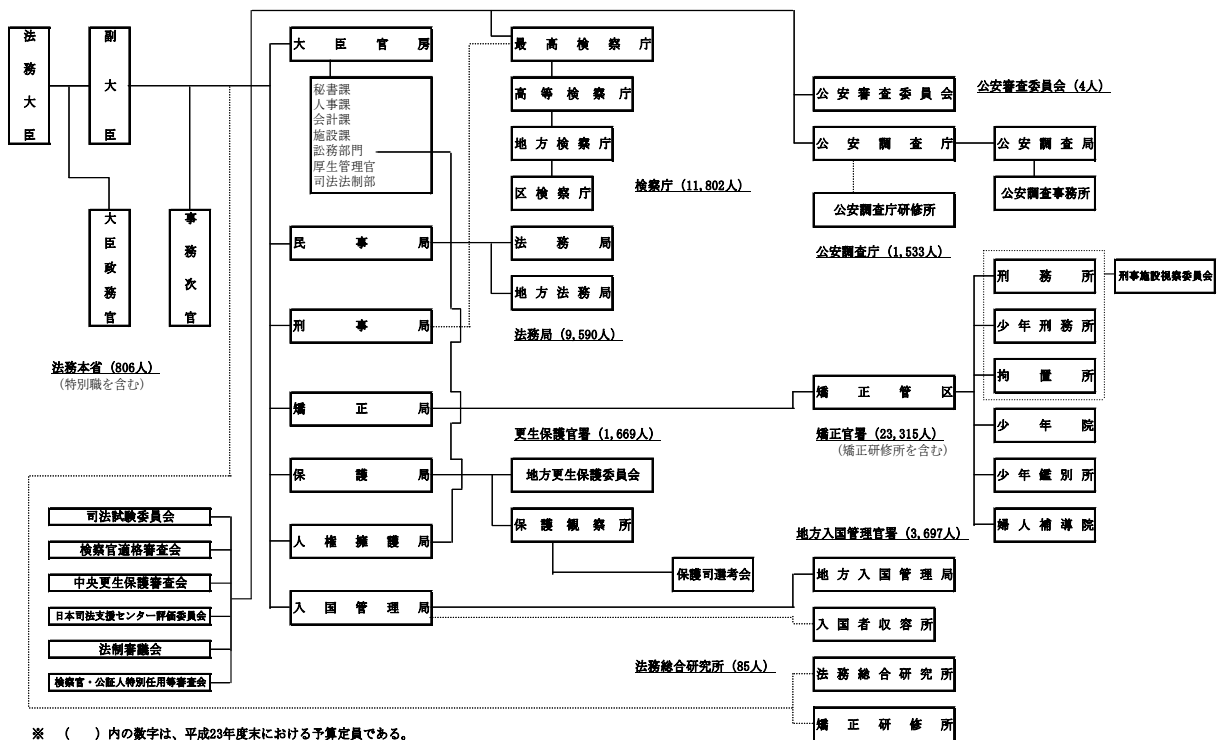 法務大臣
副大臣
大臣政務官
事務次官
法務本省（806人）
（特別職を含む）
大臣官房
秘書課
人事課
会計課
施設課
訟務部門
厚生管理官
司法法制部
民事局
刑事局
矯正局
保護局
人権擁護局
入国管理局
最高検察庁
高等検察庁
地方検察庁
区検察庁
検察庁（11,802人）
法務局
地方法務局
法務局（9,590人）
更生保護官署（1,669人）
地方更生保護委員会
保護観察所
保護司選考会
公安審査委員会
公安審査委員会（4人）
公安調査庁
公安調査局
公安調査庁研修所
公安調査事務所
公安調査庁（1,533人）
矯正管区
矯正官署（23,315人）
（矯正研修所を含む）
刑務所
刑事施設視察委員会
少年刑務所
拘置所
少年院
少年鑑別所
婦人補導院
地方入国管理官署（3,697人）
地方入国管理局
入国者収容所
法務総合研究所（85人）
法務総合研究所
矯正研修所
司法試験委員会
検察官適格審査会
中央更生保護審査会
日本司法支援センター評価委員会
法制審議会
検察官・公証人特別任用等審査会
※　（　　）内の数字は、平成23年度末における予算定員である。